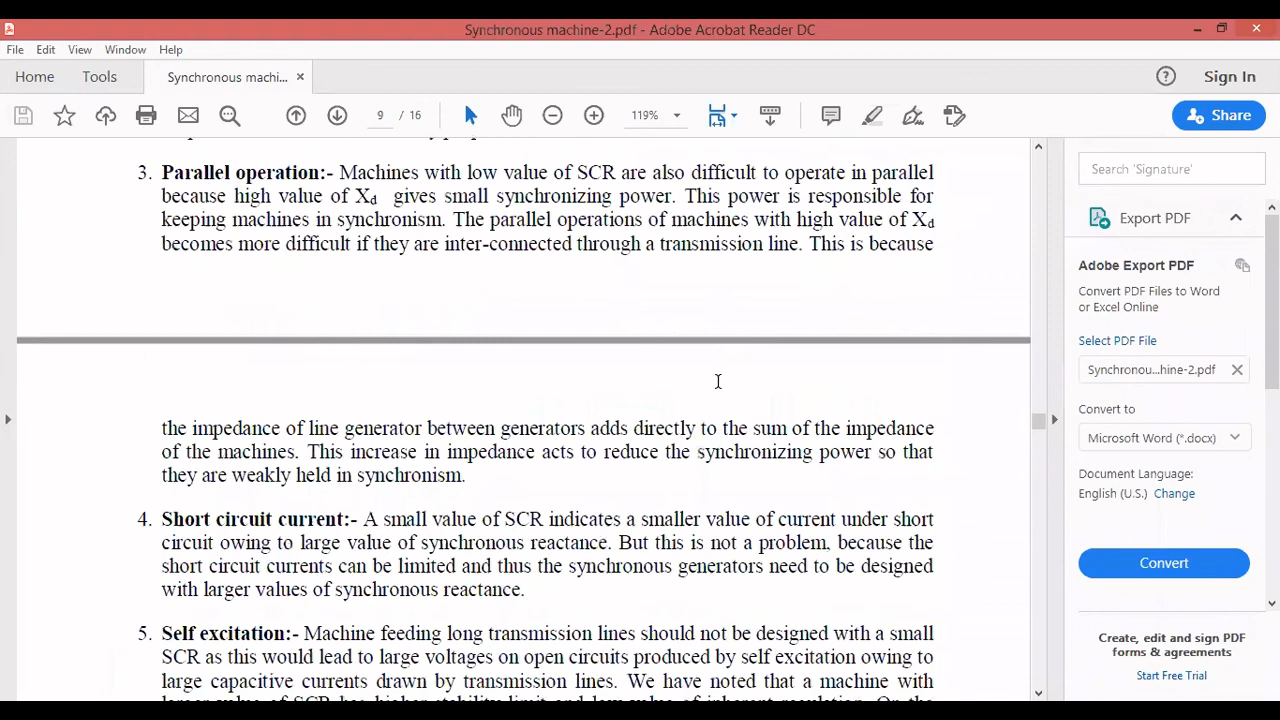 Synchronous machine-2.pdf - Adobe Acrobat Reader DC
File Edit View Window Help
Home Tools Synchronous machi... × Sign In
9 / 16 119% Share
3. Parallel operation:- Machines with low value of SCR are also difficult to operate in parallel
because high value of Xd gives small synchronizing power. This power is responsible for
keeping machines in synchronism. The parallel operations of machines with high value of Xd
becomes more difficult if they are inter-connected through a transmission line. This is because
the impedance of line generator between generators adds directly to the sum of the impedance
of the machines. This increase in impedance acts to reduce the synchronizing power so that
they are weakly held in synchronism.
4. Short circuit current:- A small value of SCR indicates a smaller value of current under short
circuit owing to large value of synchronous reactance. But this is not a problem, because the
short circuit currents can be limited and thus the synchronous generators need to be designed
with larger values of synchronous reactance.
5. Self excitation:- Machine feeding long transmission lines should not be designed with a small
SCR as this would lead to large voltages on open circuits produced by self excitation owing to
large capacitive currents drawn by transmission lines. We have noted that a machine with
Search 'Signature'
Export PDF
Adobe Export PDF
Convert PDF Files to Word
or Excel Online
Select PDF File
Synchronou...hine-2.pdf
Convert to
Microsoft Word (*.docx)
Document Language:
English (U.S.) Change
Convert
Create, edit and sign PDF
forms & agreements
Start Free Trial